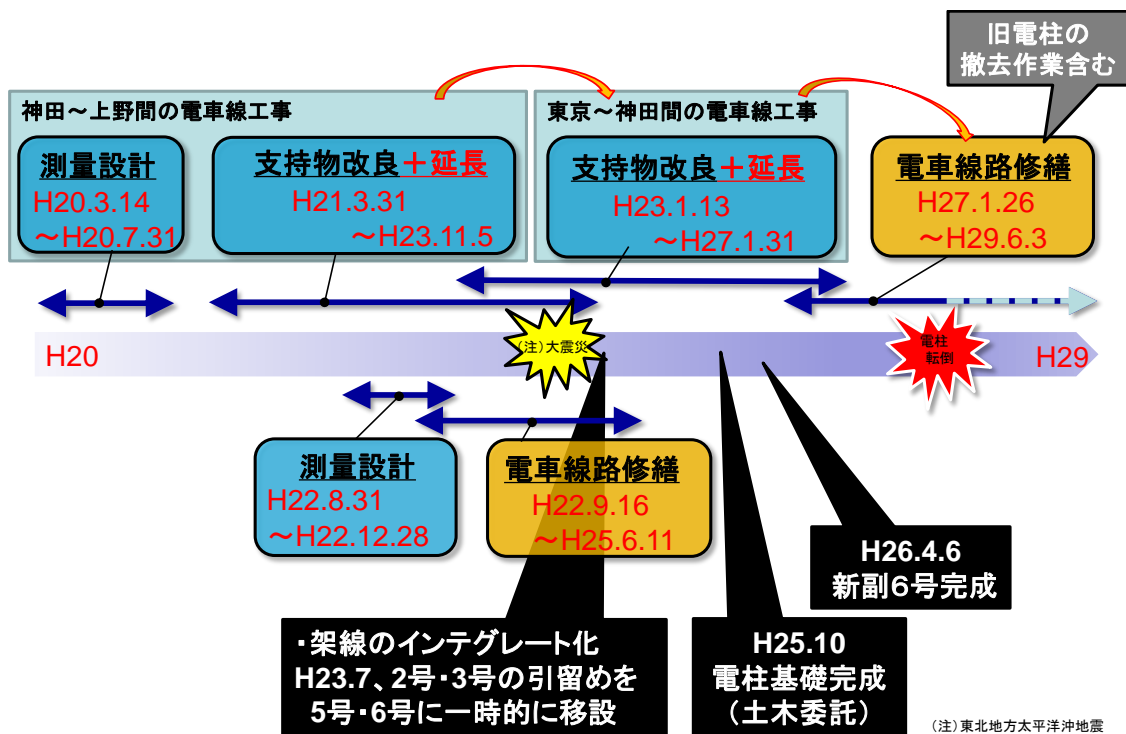 旧電柱の
撤去作業含む
神田～上野間の電車線工事
測量設計
H20.3.14
～H20.7.31
支持物改良＋延長
H21.3.31
～H23.11.5
東京～神田間の電車線工事
支持物改良＋延長
H23.1.13
～H27.1.31
電車線路修繕
H27.1.26
～H29.6.3
H20
（注）大震災
電柱
転倒
H29
測量設計
H22.8.31
～H22.12.28
電車線路修繕
H22.9.16
～H25.6.11
・架線のインテグレート化
H23.7、2号・3号の引留めを
5号・6号に一時的に移設
H25.10
電柱基礎完成
（土木委託）
H26.4.6
新副６号完成
（注）東北地方太平洋沖地震